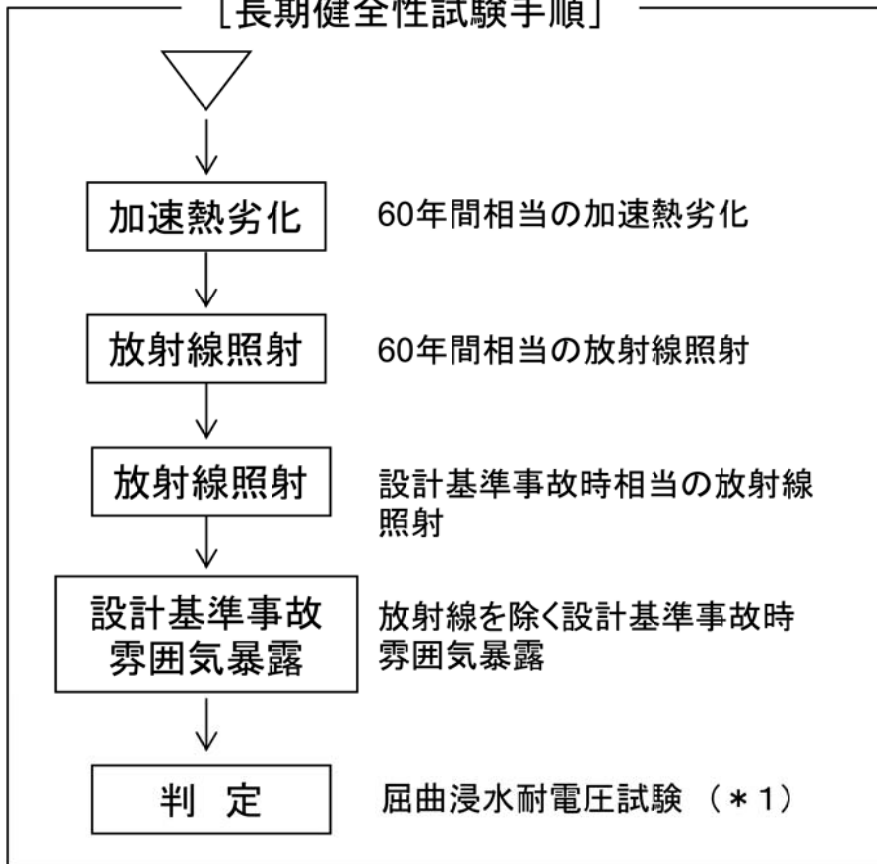 ［長期健全性試験手順］
加速熱劣化
60年間相当の加速熱劣化
放射線照射
60年間相当の放射線照射
放射線照射
設計基準事故時相当の放射線
照射
設計基準事故
雰囲気暴露
放射線を除く設計基準事故時
雰囲気暴露
判 定
屈曲浸水耐電圧試験 （＊1）